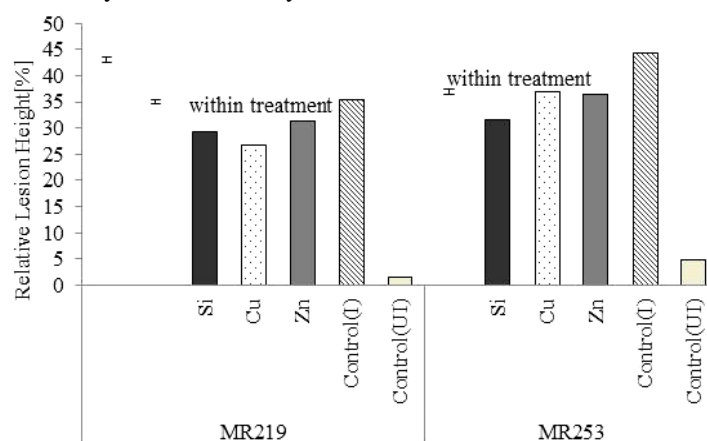 50
45
40
35
30
25
20
15
10
5
0
Relative Lesion Height[%]
within treatment
within treatment
Si
Cu
Zn
Control(I)
Control(UI)
Si
Cu
Zn
Control(I)
Control(UI)
MR219
MR253